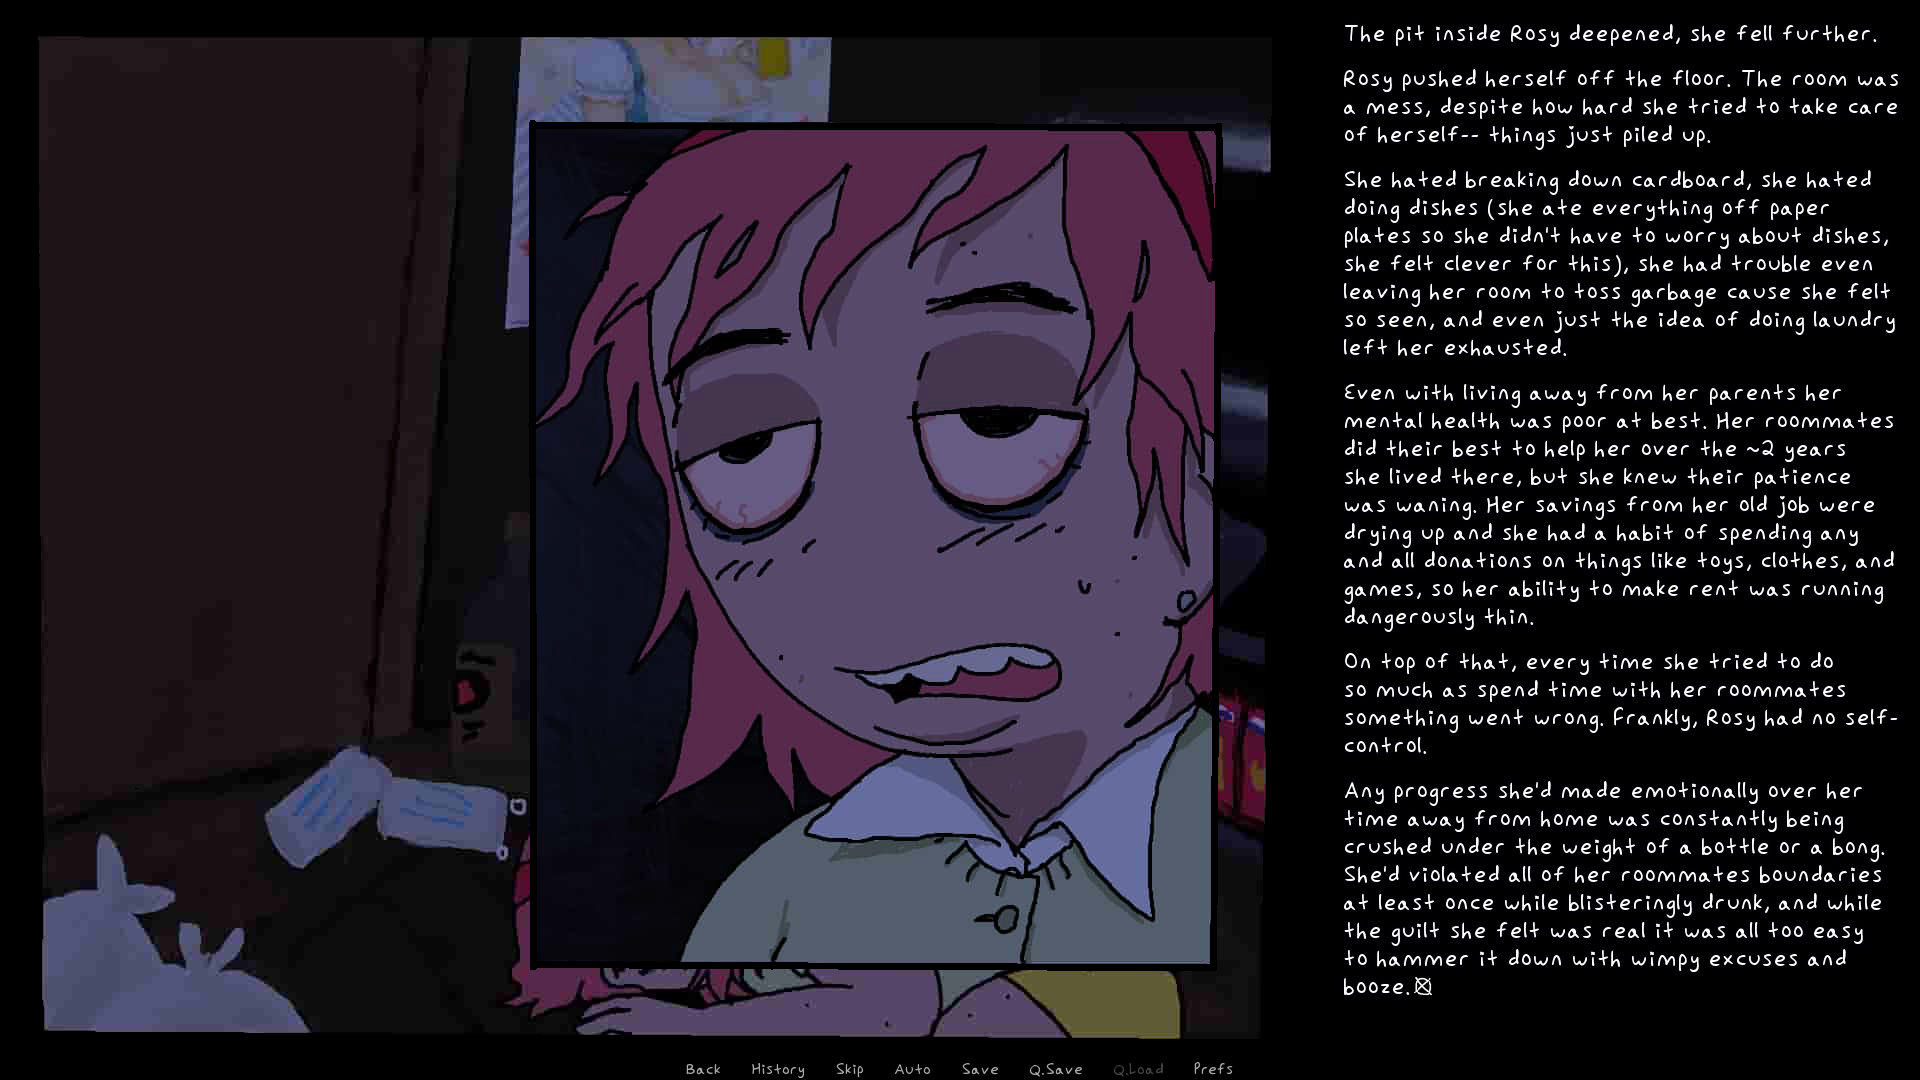 The pit inside Rosy deepened, she fell further.
Rosy pushed herself off the floor. The room was
a mess, despite how hard she tried to take care
of herself-- things just piled up.
She hated breaking down cardboard, she hated
doing dishes (she ate everything off paper
plates so she didn't have to worry about dishes,
she felt clever for this), she had trouble even
leaving her room to toss garbage cause she felt
so seen, and even just the idea of doing laundry
left her exhausted.
Even with living away from her parents her
mental health was poor at best. Her roommates
did their best to help her over the ~2 years
she lived there, but she knew their patience
was waning. Her savings from her old job were
drying up and she had a habit of spending any
and all donations on things like toys, clothes, and
games, so her ability to make rent was running
dangerously thin.
On top of that, every time she tried to do
so much as spend time with her roommates
something went wrong. Frankly, Rosy had no self-
control.
Any progress she'd made emotionally over her
time away from home was constantly being
crushed under the weight of a bottle or a bong.
She'd violated all of her roommates boundaries
at least once while blisteringly drunk, and while
the guilt she felt was real it was all too easy
to hammer it down with wimpy excuses and
booze.
Back History Skip Auto Save Q.Save Q.Load Prefs